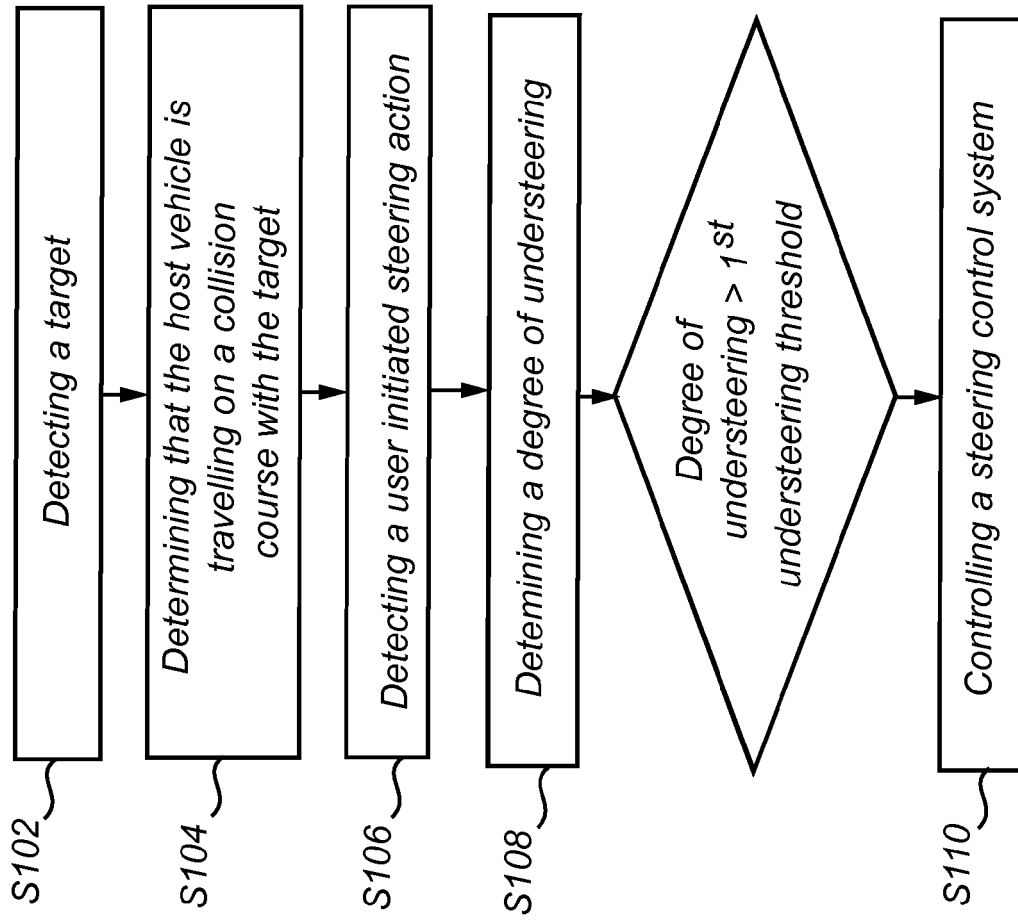 S102
Detecting a target
S104
Determining that the host vehicle is
travelling on a collision
course with the target
S106
Detecting a user initiated steering action
S108
Detemining a degree of understeering
Degree of
understeering > 1st
understeering threshold
S110
Controlling a steering control system